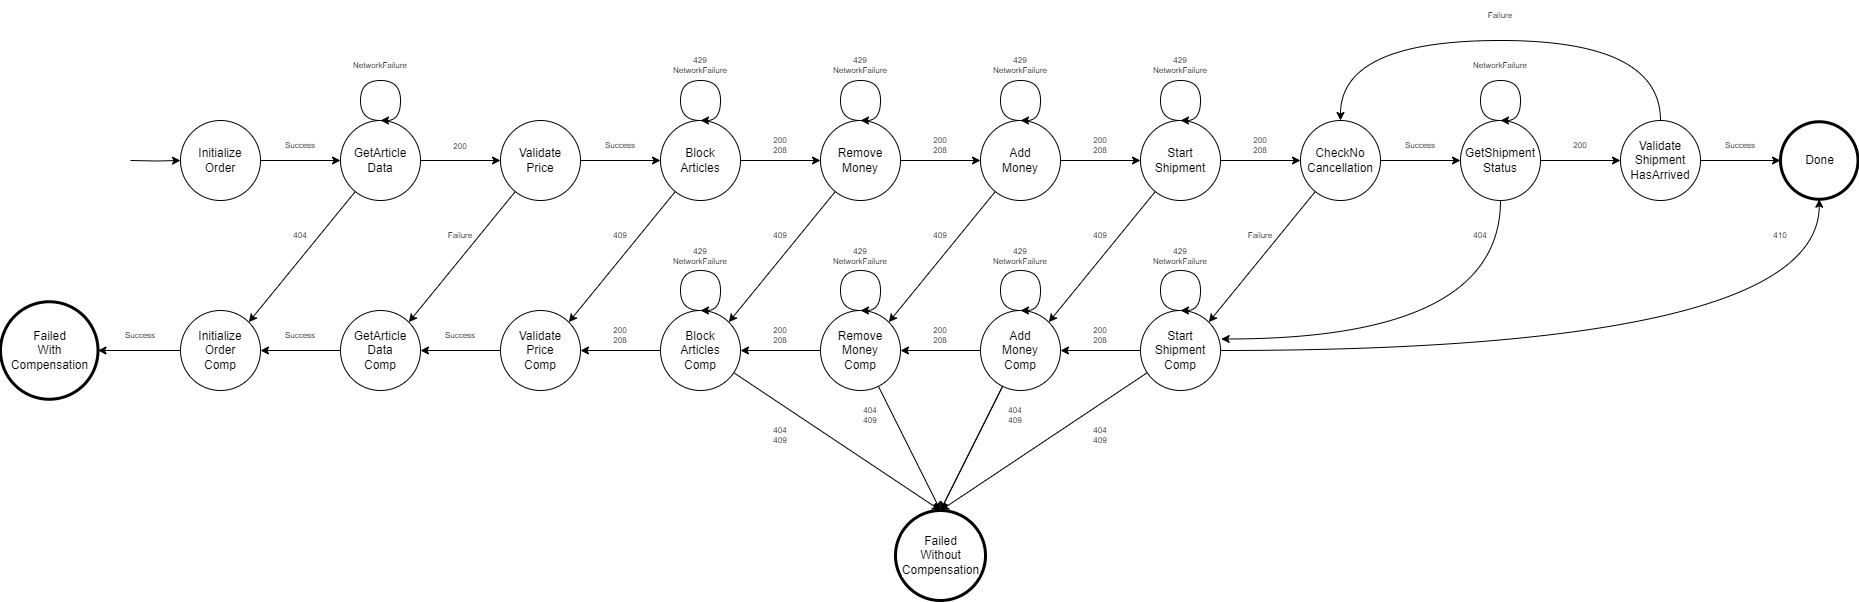 Failure
NetworkFailure
429
NetworkFailure
429
NetworkFailure
429
NetworkFailure
429
NetworkFailure
NetworkFailure
Initialize
Order
Success
GetArticle
Data
200
Validate
Price
Success
Block
Articles
200
208
Remove
Money
200
208
Add
Money
200
208
Start
Shipment
200
208
CheckNo
Cancellation
Success
GetShipment
Status
200
Validate
Shipment
HasArrived
Success
Done
404
Failure
409
409
409
409
Failure
404
410
429
NetworkFailure
429
NetworkFailure
429
NetworkFailure
429
NetworkFailure
Failed
With
Compensation
Success
Initialize
Order
Comp
Success
GetArticle
Data
Comp
Success
Validate
Price
Comp
200
208
Block
Articles
Comp
200
208
Remove
Money
Comp
200
208
Add
Money
Comp
200
208
Start
Shipment
Comp
404
409
404
409
404
409
404
409
Failed
Without
Compensation